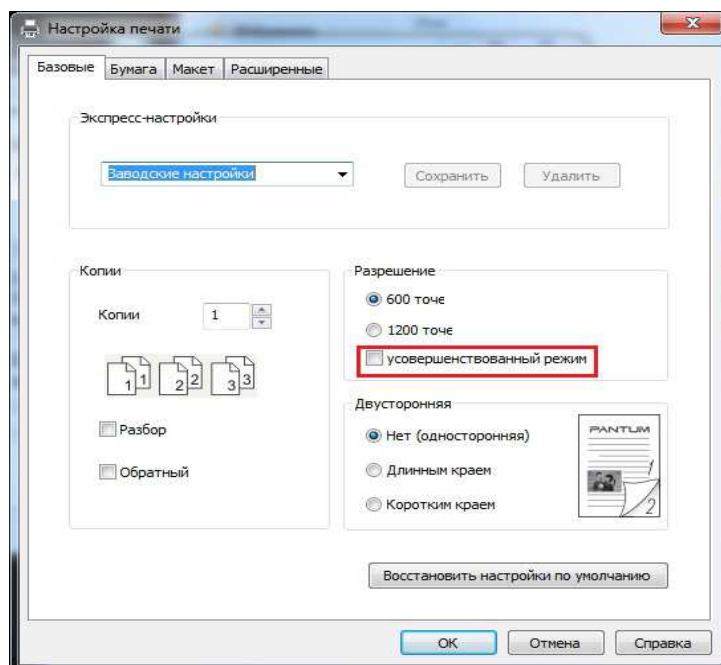 Настройка печати
Базовые Бумага Макет Расширенные
Экспресс-настройки
Заводские настройки Сохранить Удалить
Копии
Копии 1
1 1 2 2 3 3
Разбор
Обратный
Разрешение
600 точе
1200 точе
усовершенствованный режим
Двусторонняя
Нет (односторонняя)
Длинным краем
Коротким краем
PANTUM
1
2
Восстановить настройки по умолчанию
OK Отмена Справка